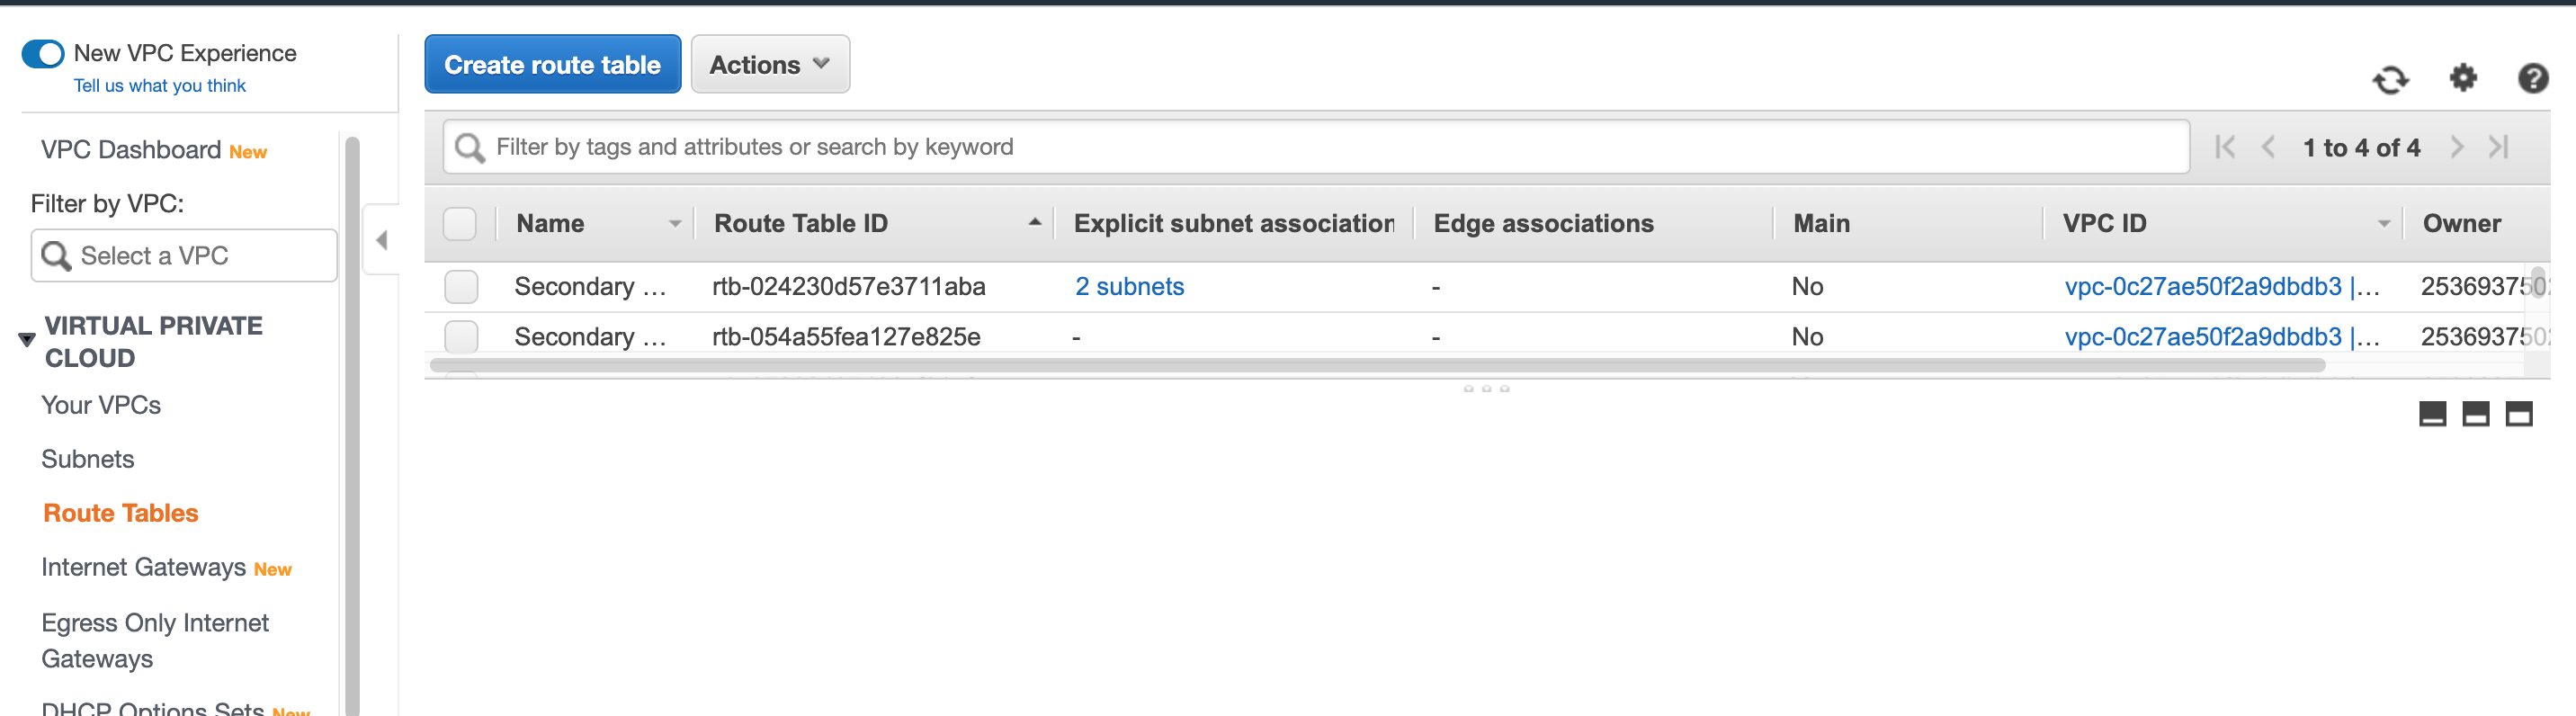 New VPC Experience
Tell us what you think
VPC Dashboard New
Filter by VPC:
Select a VPC
VIRTUAL PRIVATE
CLOUD
Your VPCs
Subnets
Route Tables
Internet Gateways New
Egress Only Internet
Gateways
DHCP Options Sets New
Create route table
Actions
Filter by tags and attributes or search by keyword
1 to 4 of 4
Name Route Table ID Explicit subnet association Edge associations Main VPC ID Owner
Secondary ... rtb-024230d57e3711aba 2 subnets - No vpc-0c27ae50f2a9dbdb3 |... 253693750
Secondary ... rtb-054a55fea127e825e - - No vpc-0c27ae50f2a9dbdb3 |... 253693750